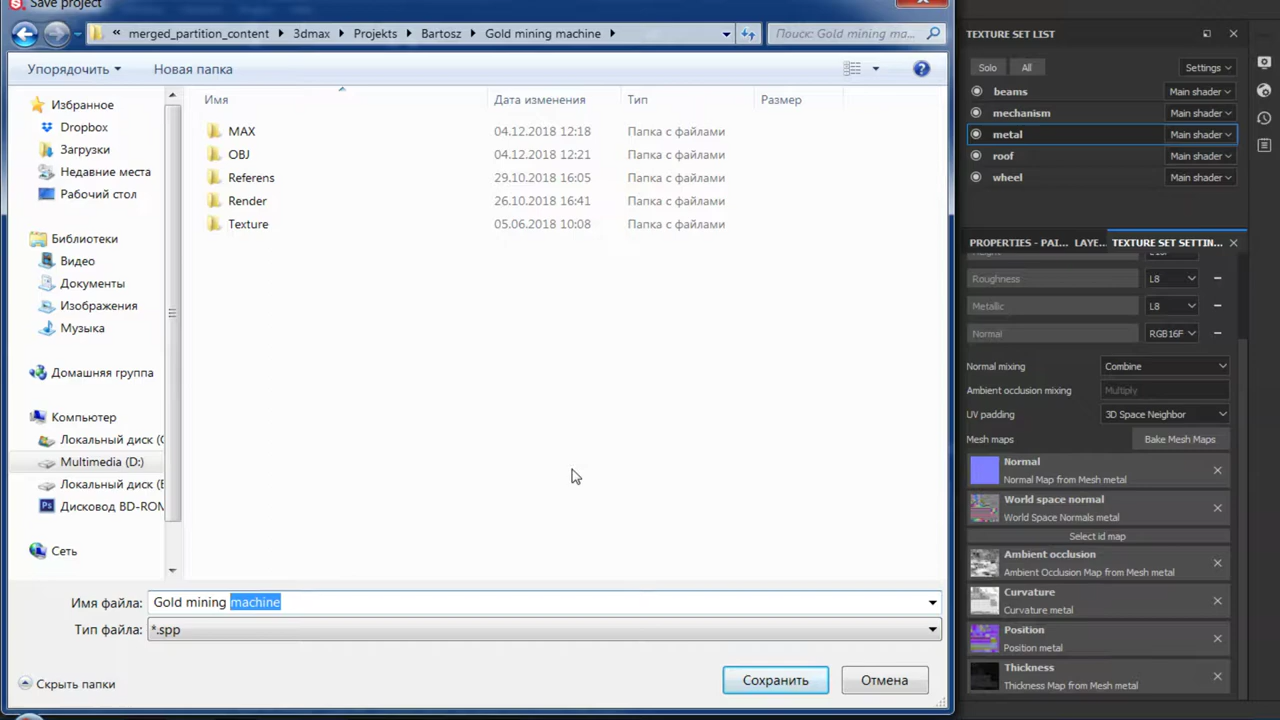 Save project
« merged_partition_content 3dmax Projekts Bartosz Gold mining machine
Поиск: Gold mining ma...
Упорядочить Новая папка
Имя Дата изменения Тип Размер
MAX 04.12.2018 12:18 Папка с файлами
OBJ 04.12.2018 12:21 Папка с файлами
Referens 29.10.2018 16:05 Папка с файлами
Render 26.10.2018 16:41 Папка с файлами
Texture 05.06.2018 10:08 Папка с файлами
Избранное
Dropbox
Загрузки
Недавние места
Рабочий стол
Библиотеки
Видео
Документы
Изображения
Музыка
Домашняя группа
Компьютер
Локальный диск (C
Multimedia (D:)
Локальный диск (E
Дисковод BD-ROM
Сеть
Имя файла: Gold mining machine
Тип файла: *.spp
Скрыть папки
Сохранить Отмена
TEXTURE SET LIST
Solo All Settings
beams Main shader
mechanism Main shader
metal Main shader
roof Main shader
wheel Main shader
PROPERTIES - PAI... LAYE... TEXTURE SET SETTIN...
Roughness L8
Metallic L8
Normal RGB16F
Normal mixing Combine
Ambient occlusion mixing Multiply
UV padding 3D Space Neighbor
Mesh maps Bake Mesh Maps
Normal
Normal Map from Mesh metal
World space normal
World Space Normals metal
Select id map
Ambient occlusion
Ambient Occlusion Map from Mesh metal
Curvature
Curvature metal
Position
Position metal
Thickness
Thickness Map from Mesh metal